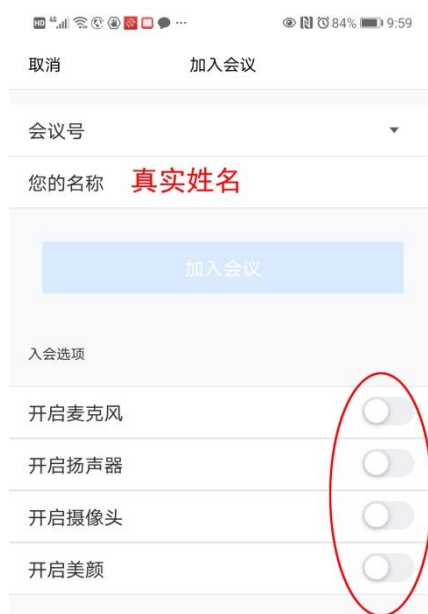 HD 4G 84% 9:59
取消 加入会议
会议号
您的名称 真实姓名
加入会议
入会选项
开启麦克风
开启扬声器
开启摄像头
开启美颜